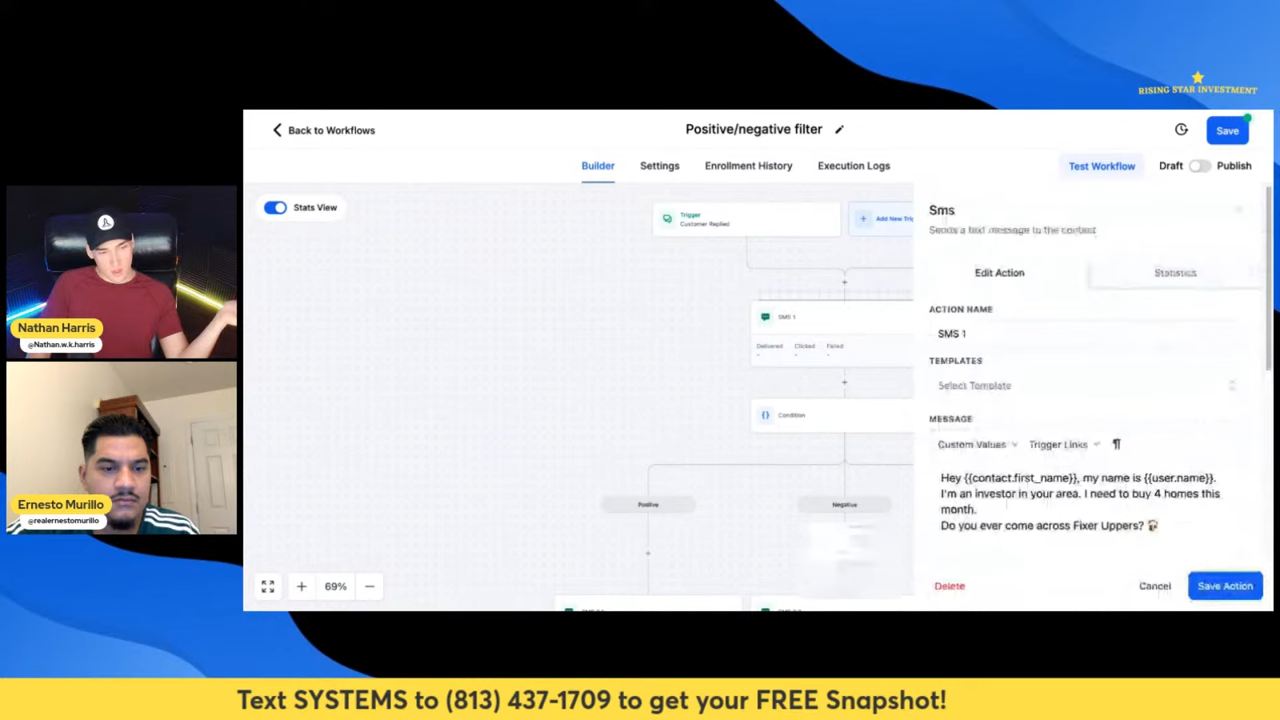 RISING STAR INVESTMENT
Back to Workflows
Positive/negative filter
Save
Builder
Settings
Enrollment History
Execution Logs
Test Workflow
Draft
Publish
Stats View
Trigger
Customer Replied
Add New Trig
SMS 1
Delivered
Clicked
Failed
Condition
Positive
Negative
69%
Sms
Sends a text message to the contact
Edit Action
Statistics
ACTION NAME
SMS 1
TEMPLATES
Select Template
MESSAGE
Custom Values
Trigger Links
Hey {{contact.first_name}}, my name is {{user.name}}.
I'm an investor in your area. I need to buy 4 homes this
month.
Do you ever come across Fixer Uppers?
Delete
Cancel
Save Action
Nathan Harris
@Nathan.w.k.harris
Ernesto Murillo
@realernestomurillo
Text SYSTEMS to (813) 437-1709 to get your FREE Snapshot!